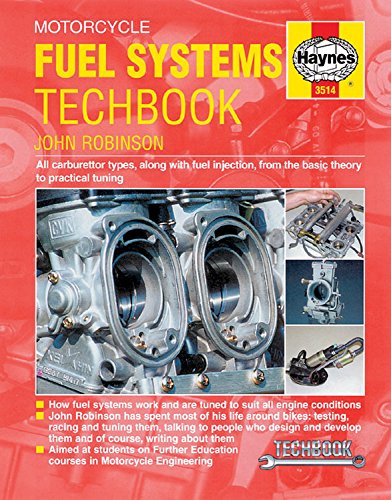 MOTORCYCLE
FUEL SYSTEMS
TECHBOOK
JOHN ROBINSON
Haynes
3514
®
All carburettor types, along with fuel injection, from the basic theory
to practical tuning
How fuel systems work and are tuned to suit all engine conditions
John Robinson has spent most of his life around bikes: testing,
racing and tuning them, talking to people who design and develop
them and of course, writing about them
Aimed at students on Further Education
courses in Motorcycle Engineering
TECHBOOK